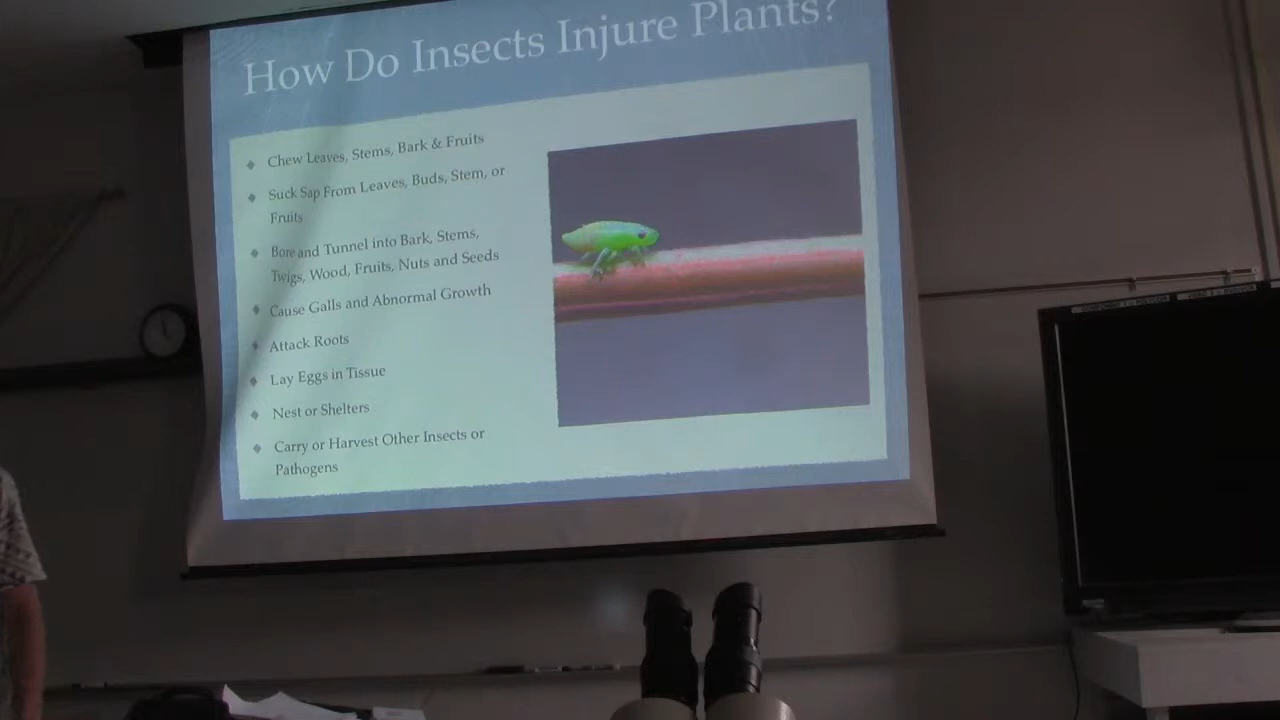 How Do Insects Injure Plants?
Chew Leaves, Stems, Bark & Fruits
Suck Sap From Leaves, Buds, Stem, or
Fruits
Bore and Tunnel into Bark, Stems,
Twigs, Wood, Fruits, Nuts and Seeds
Cause Galls and Abnormal Growth
Attack Roots
Lay Eggs in Tissue
Nest or Shelters
Carry or Harvest Other Insects or
Pathogens